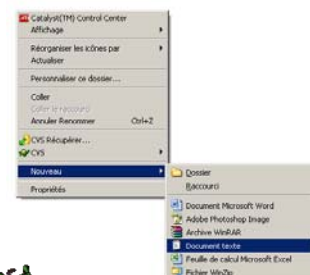 Catalyst(TM) Control Center
Affichage
Réorganiser les icônes par
Actualiser
Personnaliser ce dossier...
Coller
Coller le raccourci
Annuler Renommer Ctrl+Z
CVS Récupérer...
CVS
Nouveau
Propriétés
Dossier
Raccourci
Document Microsoft Word
Adobe Photoshop Image
Archive WinRAR
Document texte
Feuille de calcul Microsoft Excel
Fichier WinZip